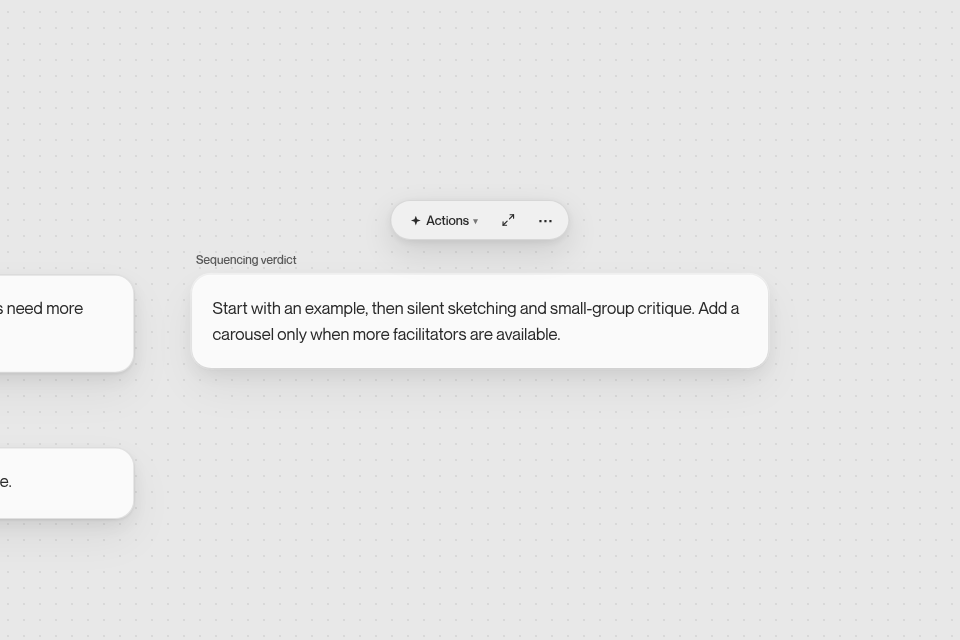 Actions
Sequencing verdict
s need more
Start with an example, then silent sketching and small-group critique. Add a
carousel only when more facilitators are available.
e.